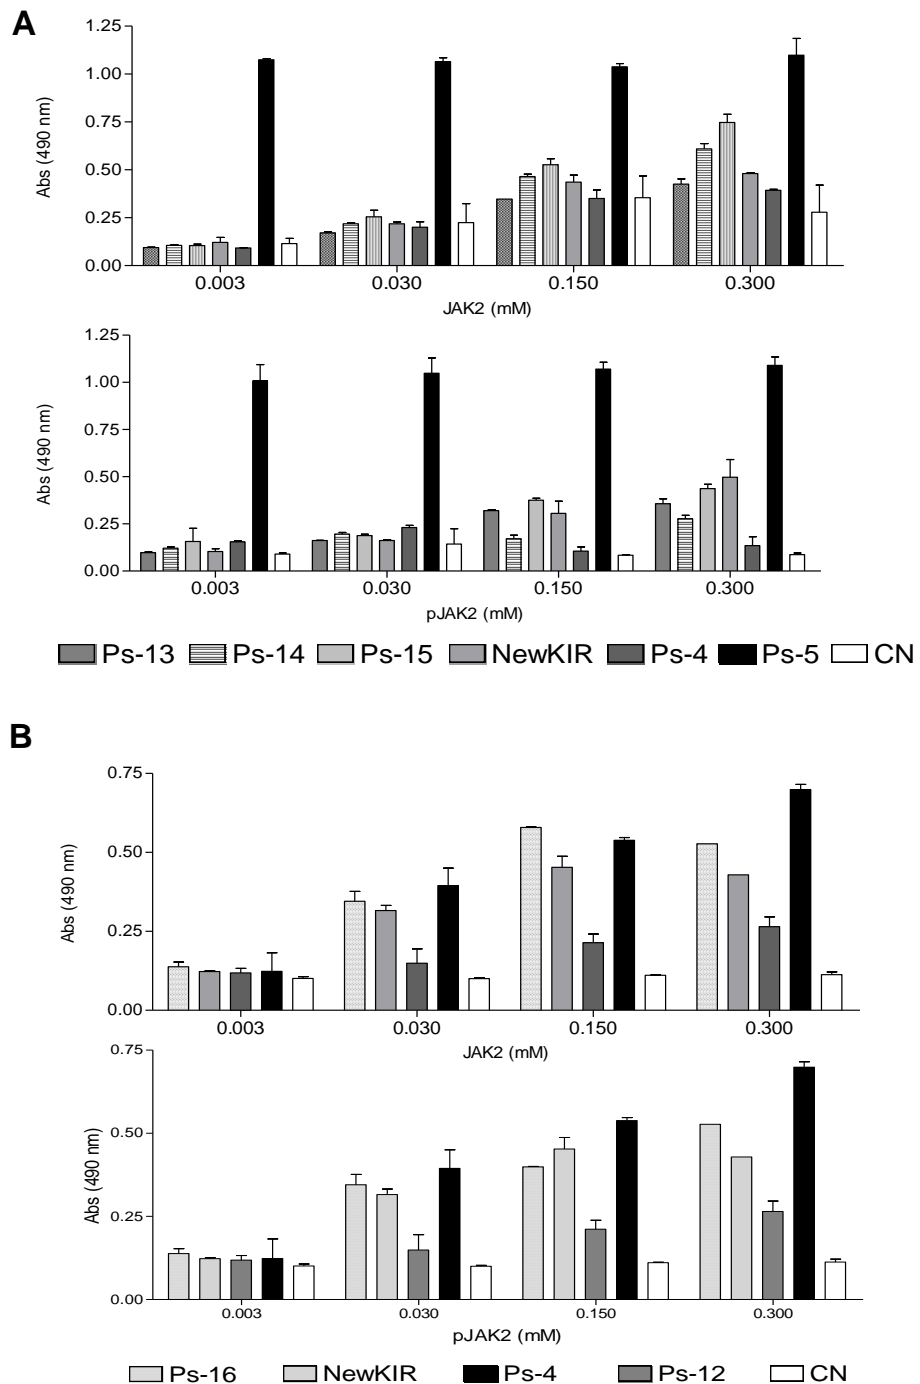 A
1.25
1.00
0.75
0.50
0.25
0.00
Abs (490 nm)
0.003 0.030 0.150 0.300
JAK2 (mM)
1.25
1.00
0.75
0.50
0.25
0.00
Abs (490 nm)
0.003 0.030 0.150 0.300
pJAK2 (mM)
Ps-13 Ps-14 Ps-15 NewKIR Ps-4 Ps-5 CN
B
0.75
0.50
0.25
0.00
Abs (490 nm)
0.003 0.030 0.150 0.300
JAK2 (mM)
0.75
0.50
0.25
0.00
Abs (490 nm)
0.003 0.030 0.150 0.300
pJAK2 (mM)
Ps-16 NewKIR Ps-4 Ps-12 CN